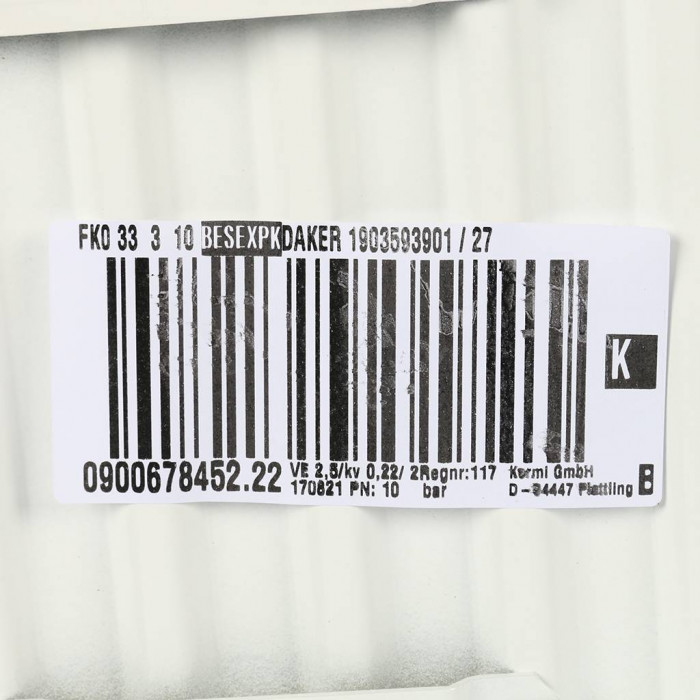 FK0 33 3 10 BESEXPK DAKER 1903593901 / 27
K
0900678452.22
VE 2,5/kv 0,22/ 2Regnr:117
170821 PN: 10 bar
Kermi GmbH
D-94447 Plattling
B